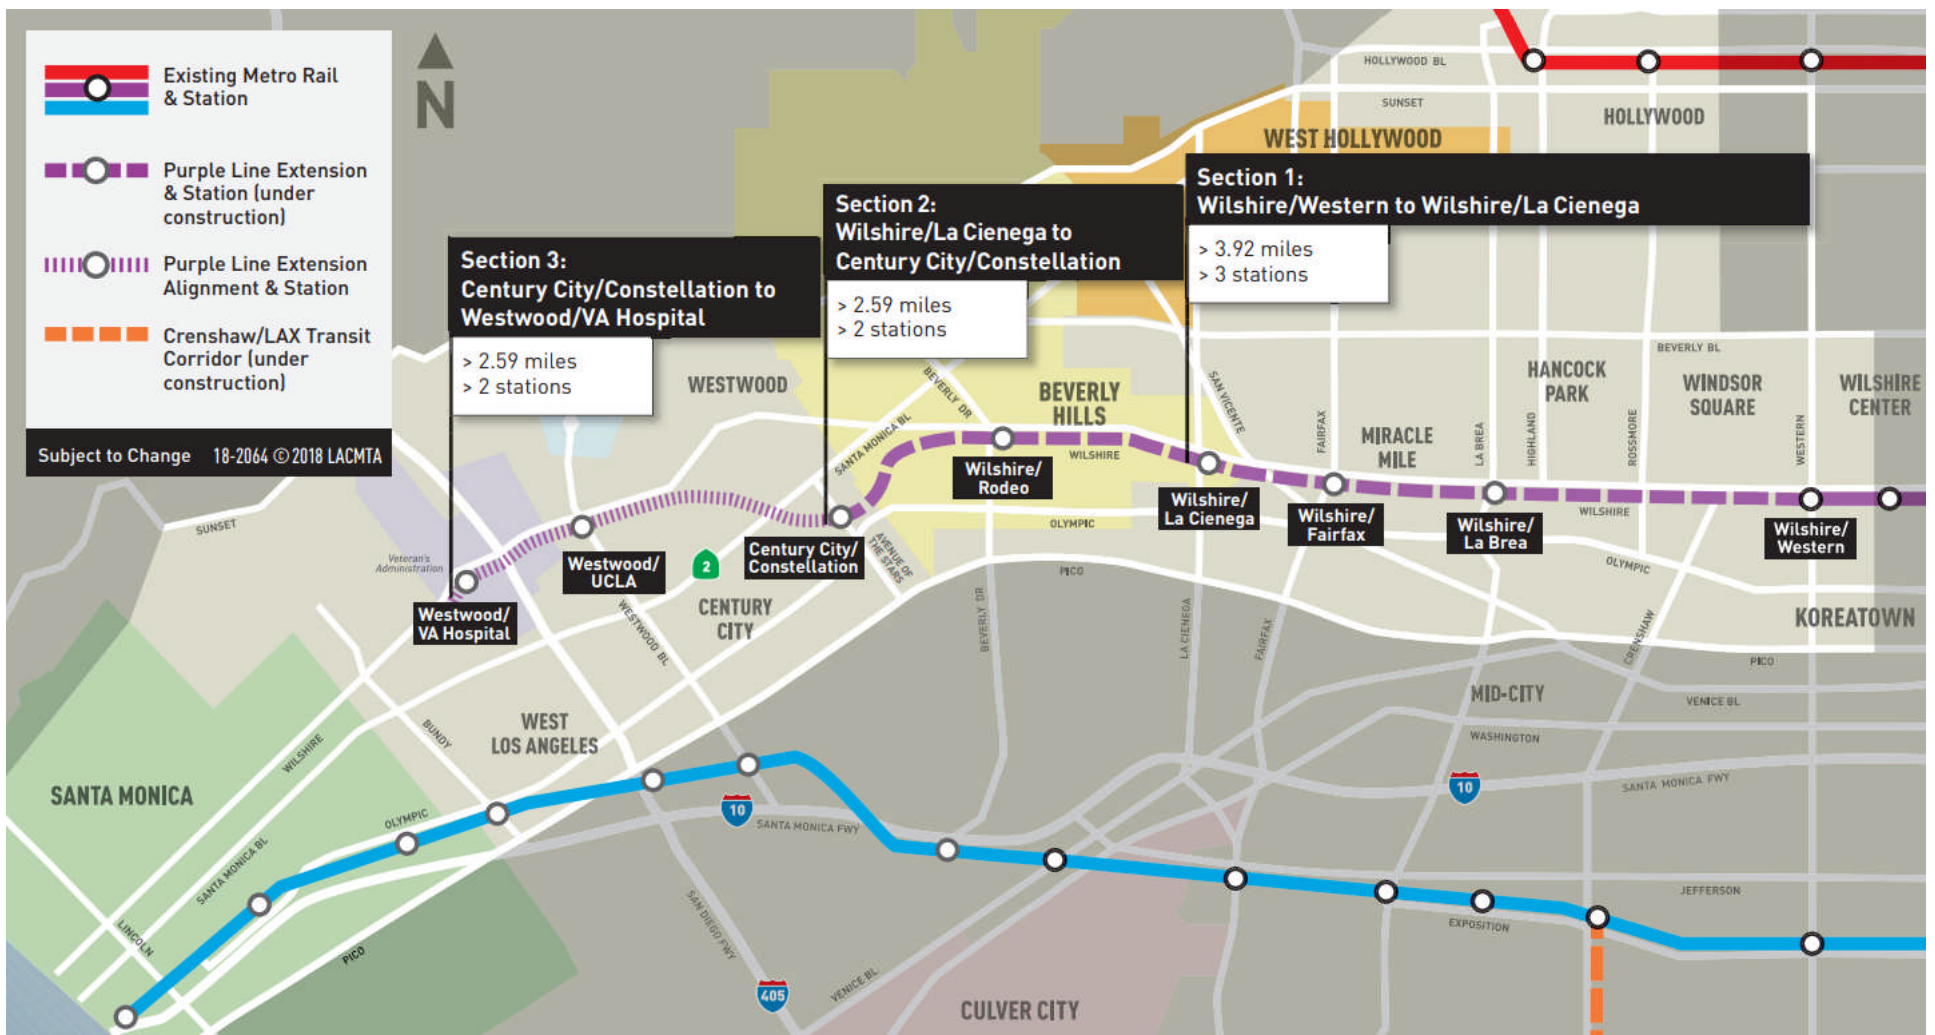 Existing Metro Rail
& Station
Purple Line Extension
& Station (under
construction)
Purple Line Extension
Alignment & Station
Crenshaw/LAX Transit
Corridor (under
construction)
Subject to Change 18-2064 © 2018 LACMTA
N
Section 3:
Century City/Constellation to
Westwood/VA Hospital
> 2.59 miles
> 2 stations
Section 2:
Wilshire/La Cienega to
Century City/Constellation
> 2.59 miles
> 2 stations
Section 1:
Wilshire/Western to Wilshire/La Cienega
> 3.92 miles
> 3 stations
HOLLYWOOD BL
SUNSET
HOLLYWOOD
WEST HOLLYWOOD
BEVERLY BL
HANCOCK
PARK
WINDSOR
SQUARE
WILSHIRE
CENTER
WESTWOOD
BEVERLY DR
BEVERLY
HILLS
SAN VICENTE
FAIRFAX
MIRACLE
MILE
LA BREA
HIGHLAND
ROSSMORE
WESTERN
SANTA MONICA BL
WILSHIRE
Wilshire/
Rodeo
Wilshire/
La Cienega
Wilshire/
Fairfax
Wilshire/
La Brea
WILSHIRE
Wilshire/
Western
SUNSET
Veteran's
Administration
Westwood/
UCLA
Century City/
Constellation
AVENUE OF
THE STARS
OLYMPIC
OLYMPIC
2
PICO
Westwood/
VA Hospital
WESTWOOD BL
CENTURY
CITY
BEVERLY DR
LA CIENEGA
FAIRFAX
CRENSHAW
KOREATOWN
PICO
MID-CITY
VENICE BL
WASHINGTON
WEST
LOS ANGELES
BUNDY
WILSHIRE
SANTA MONICA
OLYMPIC
10
SANTA MONICA FWY
10
SANTA MONICA FWY
SANTA MONICA BL
JEFFERSON
EXPOSITION
LINCOLN
PICO
SAN DIEGO FWY
405
VENICE BL
CULVER CITY